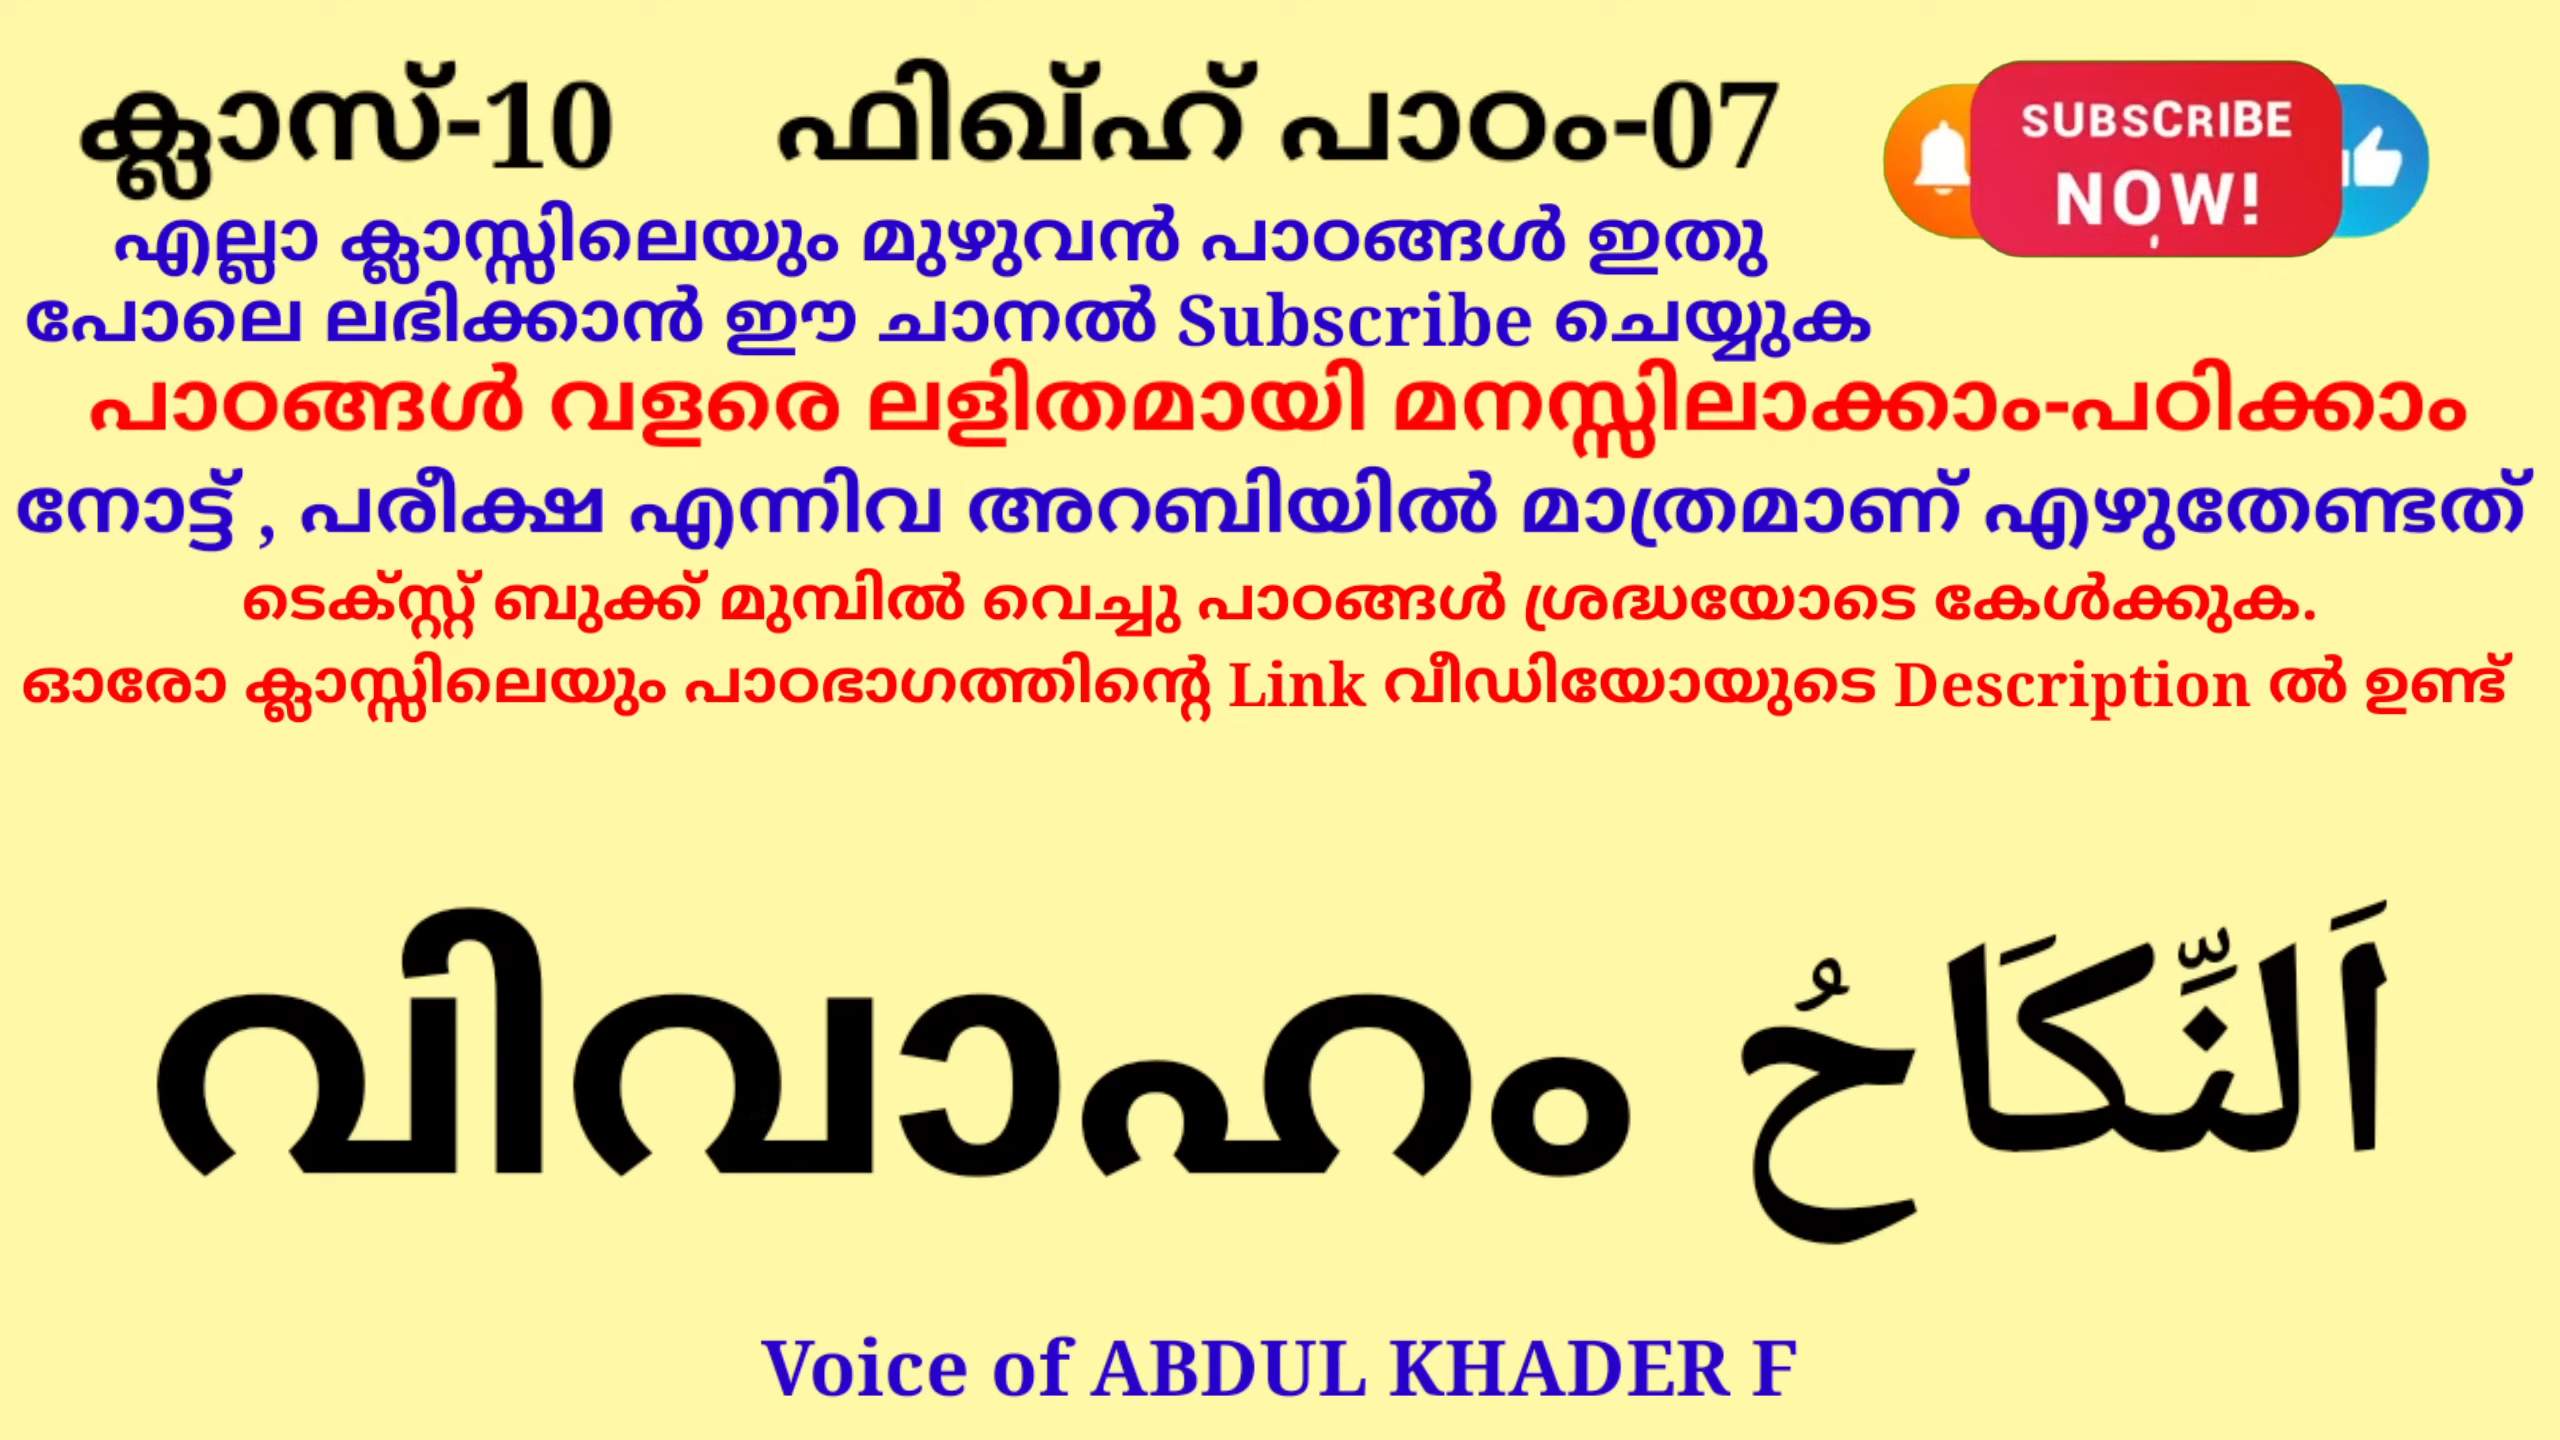 ക്ലാസ്-10 ഫിഖ്ഹ് പാഠം-07
SUBSCRIBE
NOW!
എല്ലാ ക്ലാസ്സിലെയും മുഴുവൻ പാഠങ്ങൾ ഇതു
പോലെ ലഭിക്കാൻ ഈ ചാനൽ Subscribe ചെയ്യുക
പാഠങ്ങൾ വളരെ ലളിതമായി മനസ്സിലാക്കാം-പഠിക്കാം
നോട്ട് , പരീക്ഷ എന്നിവ അറബിയിൽ മാത്രമാണ് എഴുതേണ്ടത്
ടെക്സ്റ്റ് ബുക്ക് മുമ്പിൽ വെച്ചു പാഠങ്ങൾ ശ്രദ്ധയോടെ കേൾക്കുക.
ഓരോ ക്ലാസ്സിലെയും പാഠഭാഗത്തിന്റെ Link വീഡിയോയുടെ Description ൽ ഉണ്ട്
വിവാഹം اَلنِّكَاحُ
Voice of ABDUL KHADER F